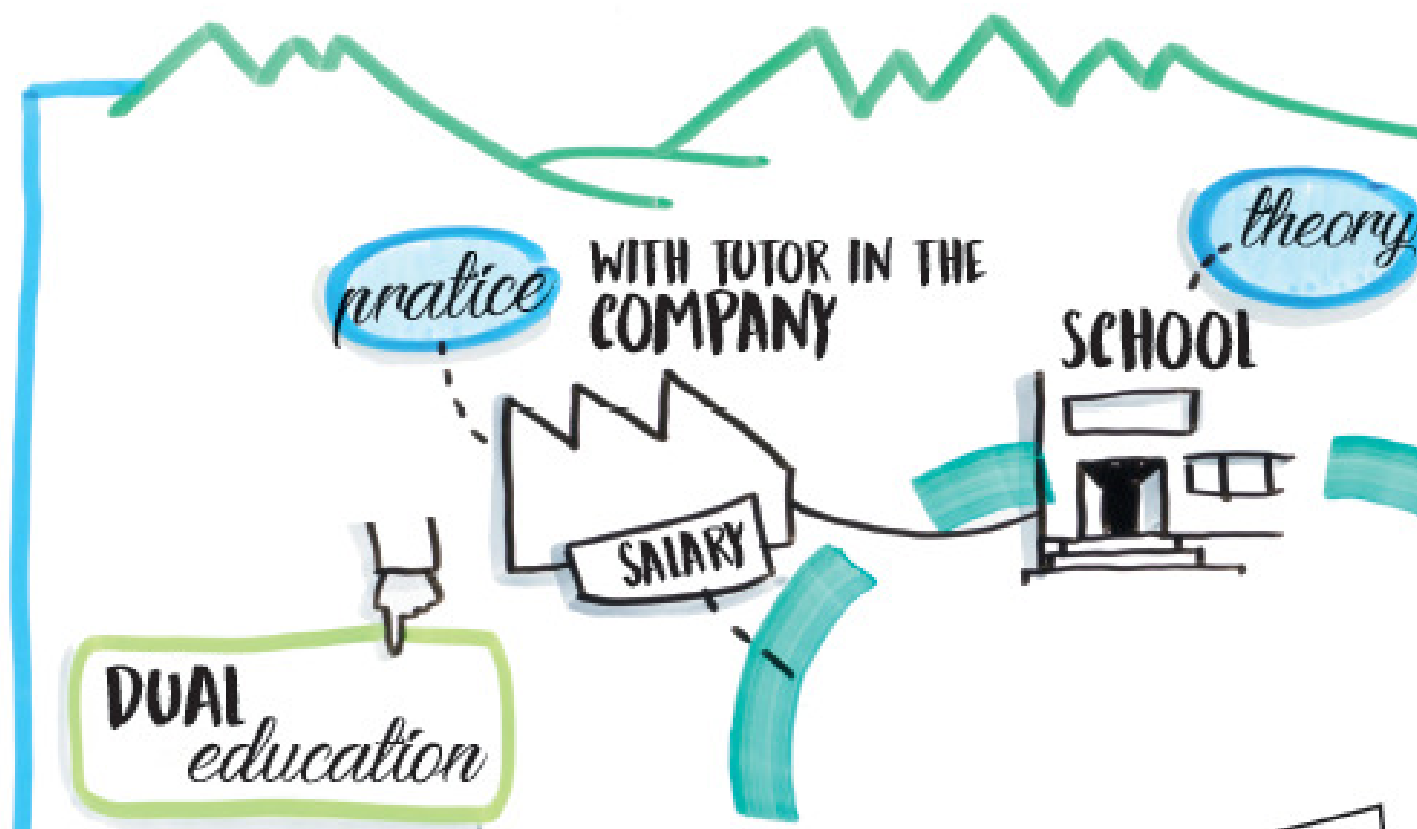 theory
pratice
WITH TUTOR IN THE
COMPANY
SCHOOL
SALARY
DUAL
education